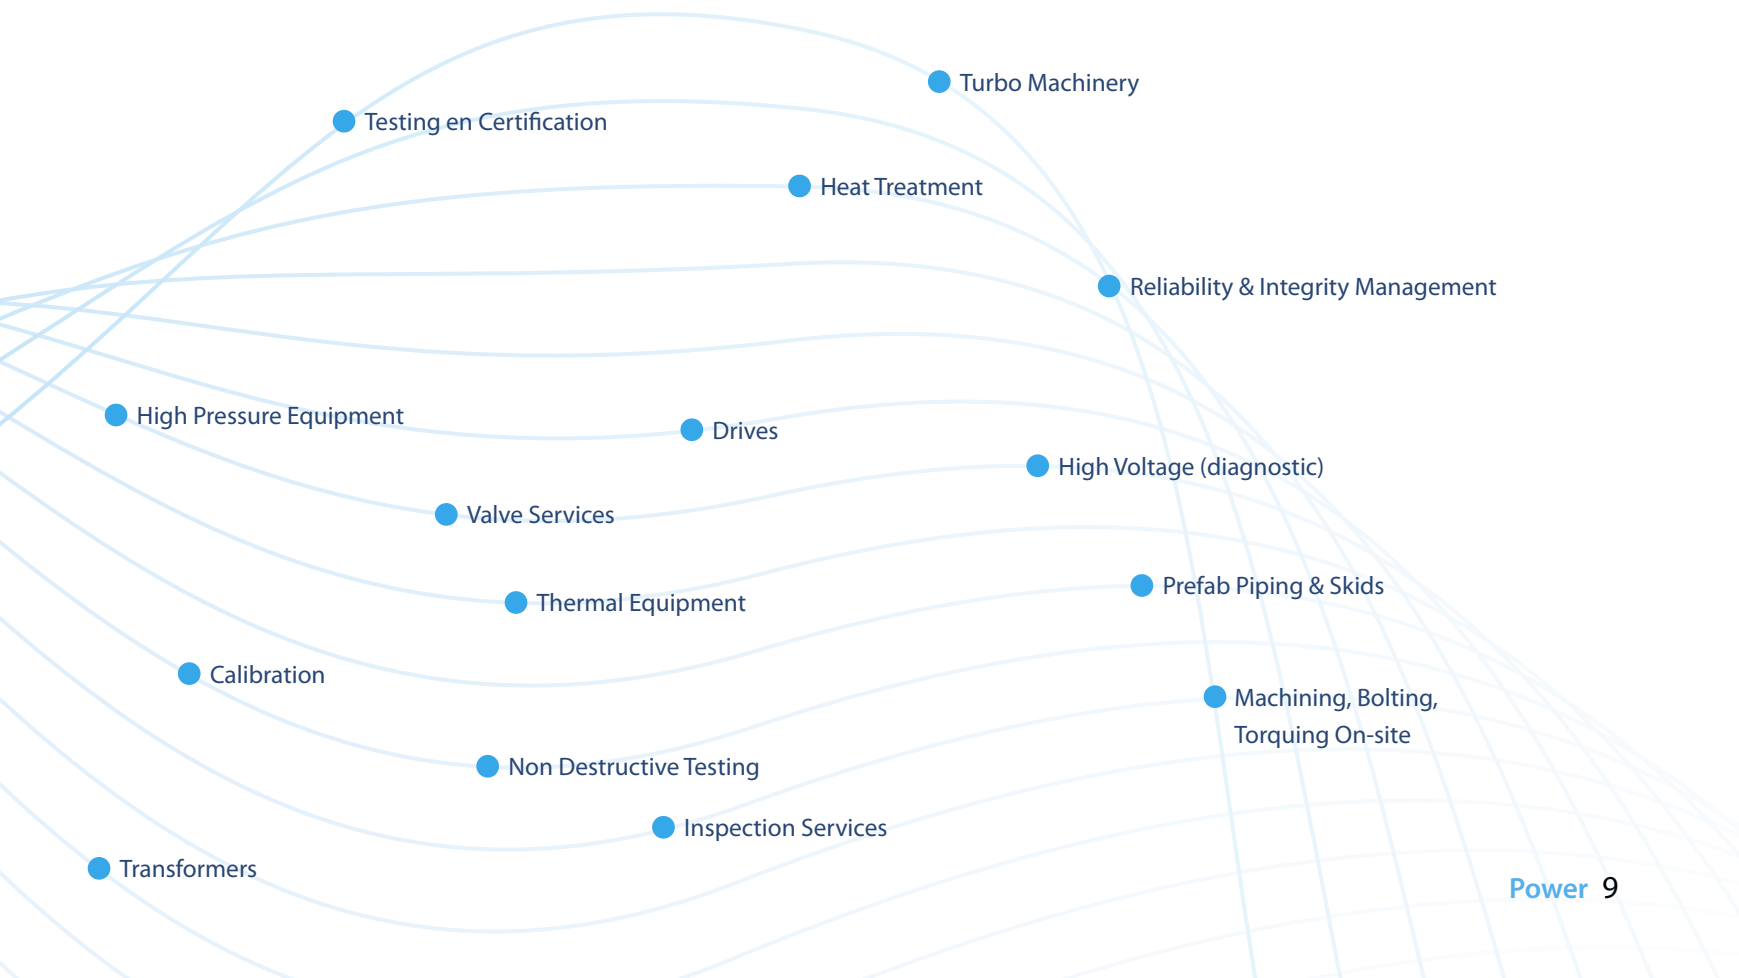 Turbo Machinery
Testing en Certification
Heat Treatment
Reliability & Integrity Management
High Pressure Equipment
Drives
High Voltage (diagnostic)
Valve Services
Prefab Piping & Skids
Thermal Equipment
Calibration
Machining, Bolting,
Torquing On-site
Non Destructive Testing
Inspection Services
Transformers
Power 9